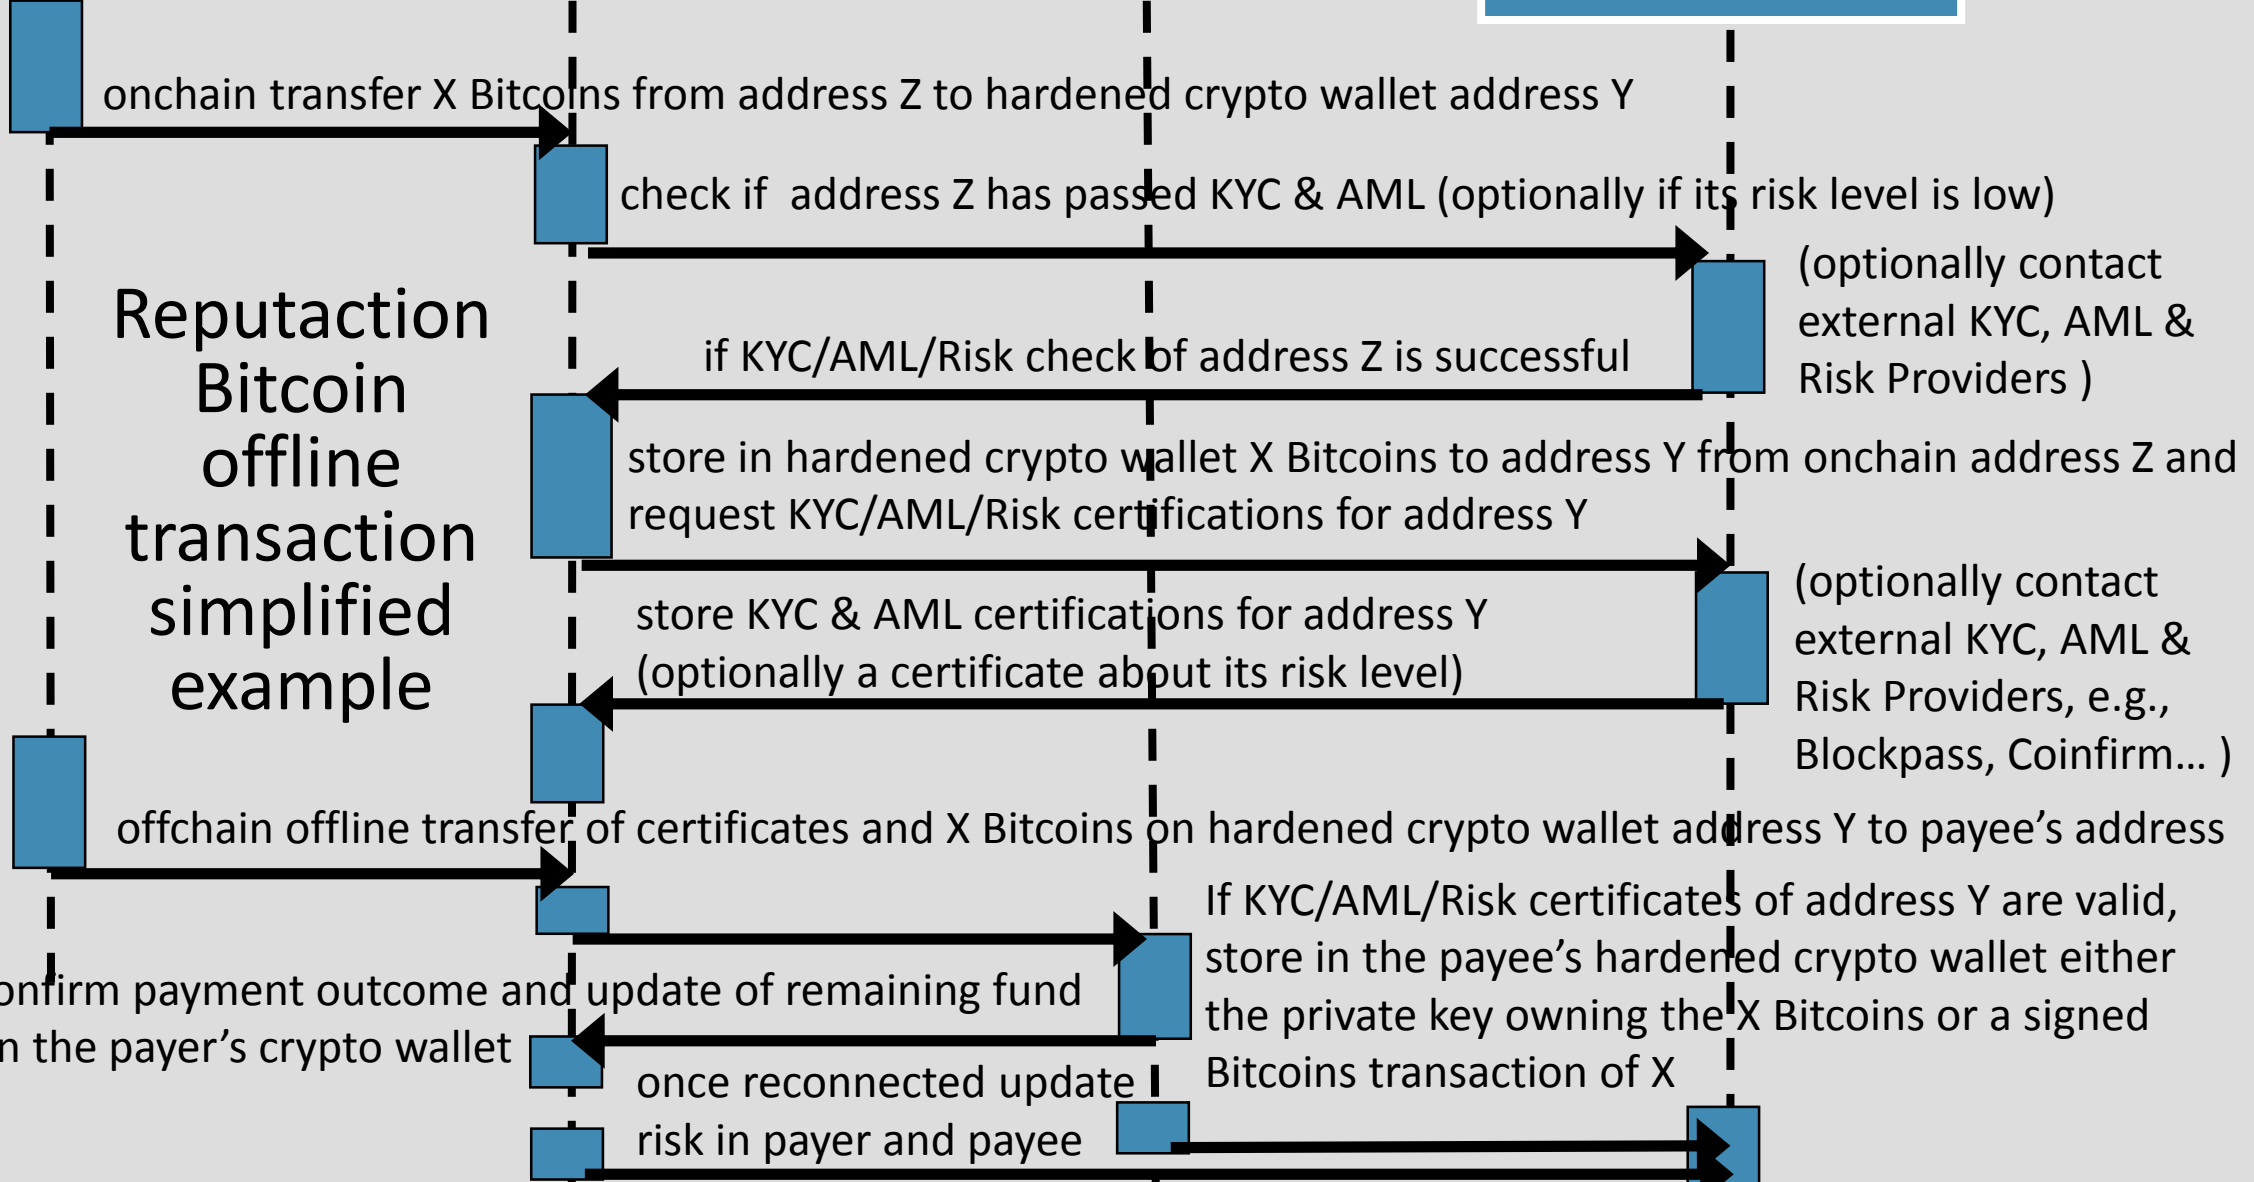 onchain transfer X Bitcoins from address Z to hardened crypto wallet address Y
check if address Z has passed KYC & AML (optionally if its risk level is low)
(optionally contact
external KYC, AML &
Risk Providers )
Reputaction
Bitcoin
offline
transaction
simplified
example
if KYC/AML/Risk check of address Z is successful
store in hardened crypto wallet X Bitcoins to address Y from onchain address Z and
request KYC/AML/Risk certifications for address Y
(optionally contact
external KYC, AML &
Risk Providers, e.g.,
Blockpass, Coinfirm... )
store KYC & AML certifications for address Y
(optionally a certificate about its risk level)
offchain offline transfer of certificates and X Bitcoins on hardened crypto wallet address Y to payee's address
If KYC/AML/Risk certificates of address Y are valid,
store in the payee's hardened crypto wallet either
the private key owning the X Bitcoins or a signed
Bitcoins transaction of X
onfirm payment outcome and update of remaining fund
n the payer's crypto wallet
once reconnected update
risk in payer and payee